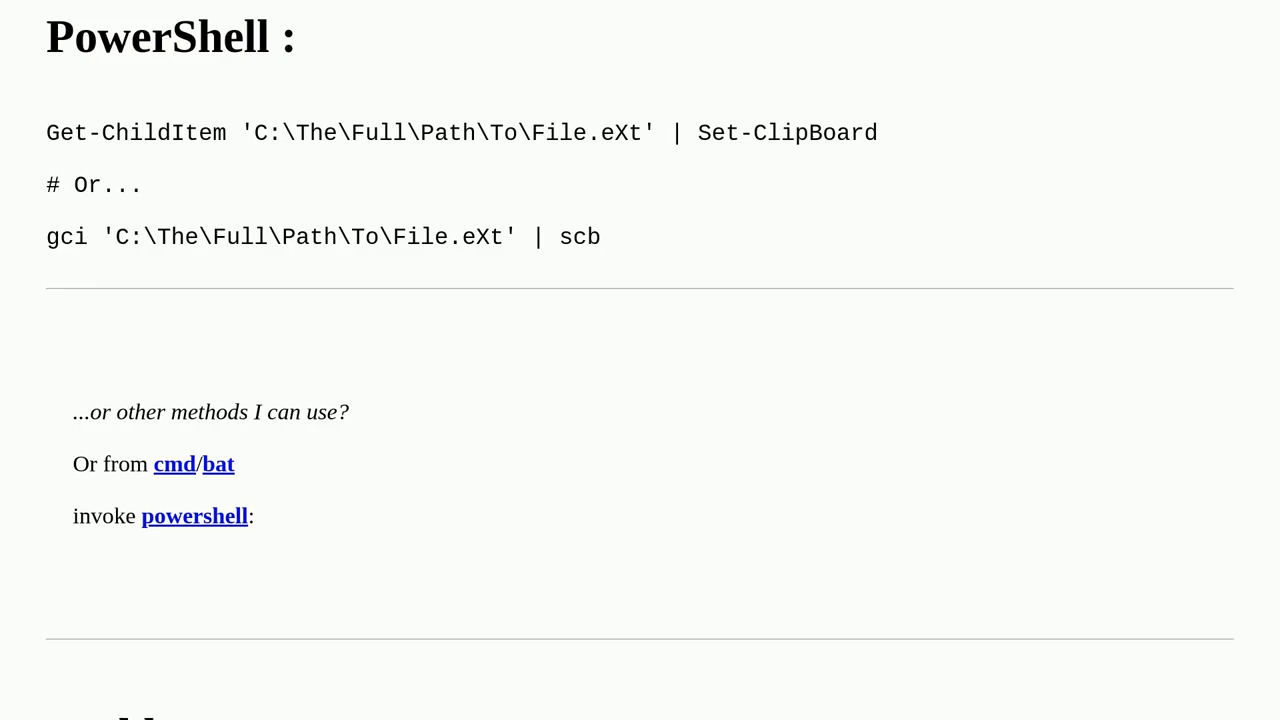 PowerShell :
Get-ChildItem 'C:\The\Full\Path\To\File.eXt' | Set-ClipBoard
# Or...
gci 'C:\The\Full\Path\To\File.eXt' | scb
...or other methods I can use?
Or from cmd/bat
invoke powershell: